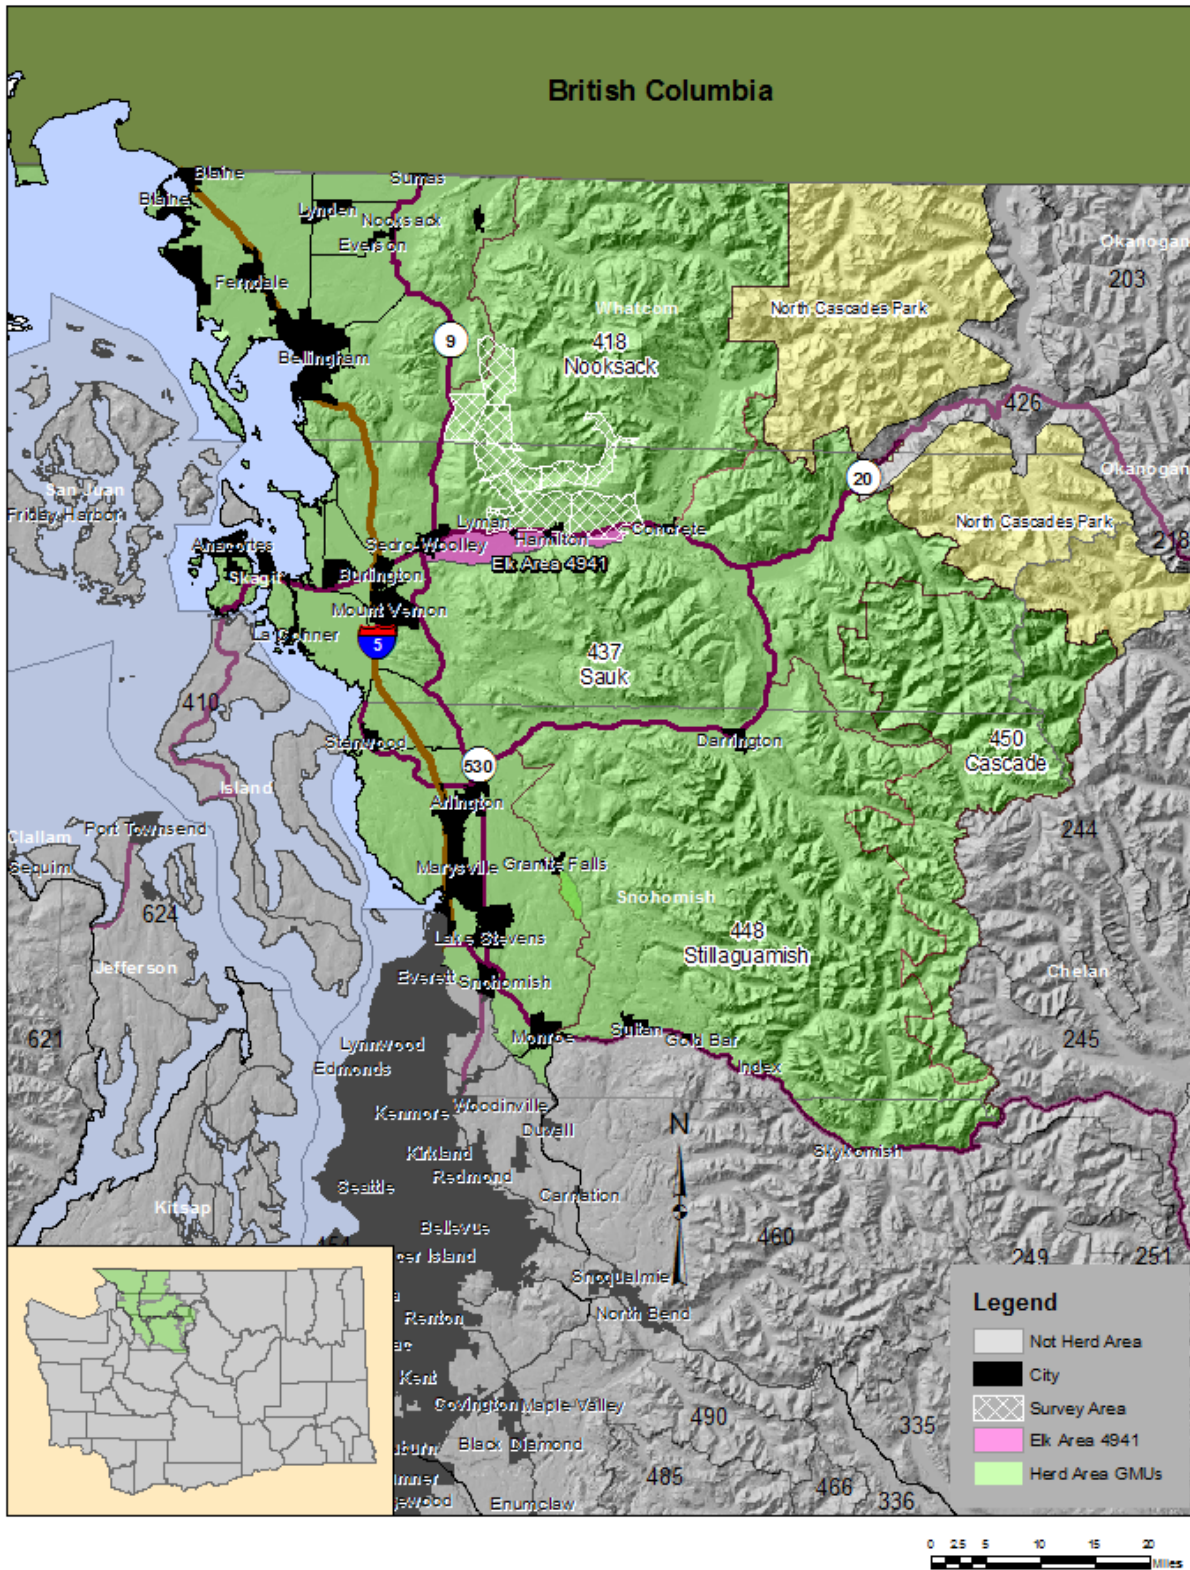 British Columbia
Blaine
Sumas
Blaine
Lynden
Nooksack
Everson
Okanogan
203
Ferndale
Whatcom
North Cascades Park
418
Nooksack
9
Bellingham
426
20
Okanogan
San Juan
Friday Harbor
Lyman
Concrete
North Cascades Park
218
Anacortes
Sedro-Woolley
Hamilton
Elk Area 4941
Skagit
Burlington
Mount Vernon
La Conner
5
437
Sauk
410
Stanwood
Darrington
450
Cascade
530
Island
Arlington
Port Townsend
Clallam
Sequim
244
Marysville
Granite Falls
Snohomish
624
448
Stillaguamish
Lake Stevens
Jefferson
Everett
Snohomish
Chelan
621
Monroe
Sultan
Gold Bar
245
Lynnwood
Edmonds
Index
Kenmore
Woodinville
N
Duvall
Kirkland
Skykomish
Redmond
Seattle
Carnation
Kitsap
Bellevue
460
454
cer Island
249
251
Snoqualmie
North Bend
Renton
Kent
Covington
Maple Valley
490
335
Black Diamond
485
466
336
Enumclaw
Legend
Not Herd Area
City
Survey Area
Elk Area 4941
Herd Area GMUs
0 2.5 5 10 15 20
Miles